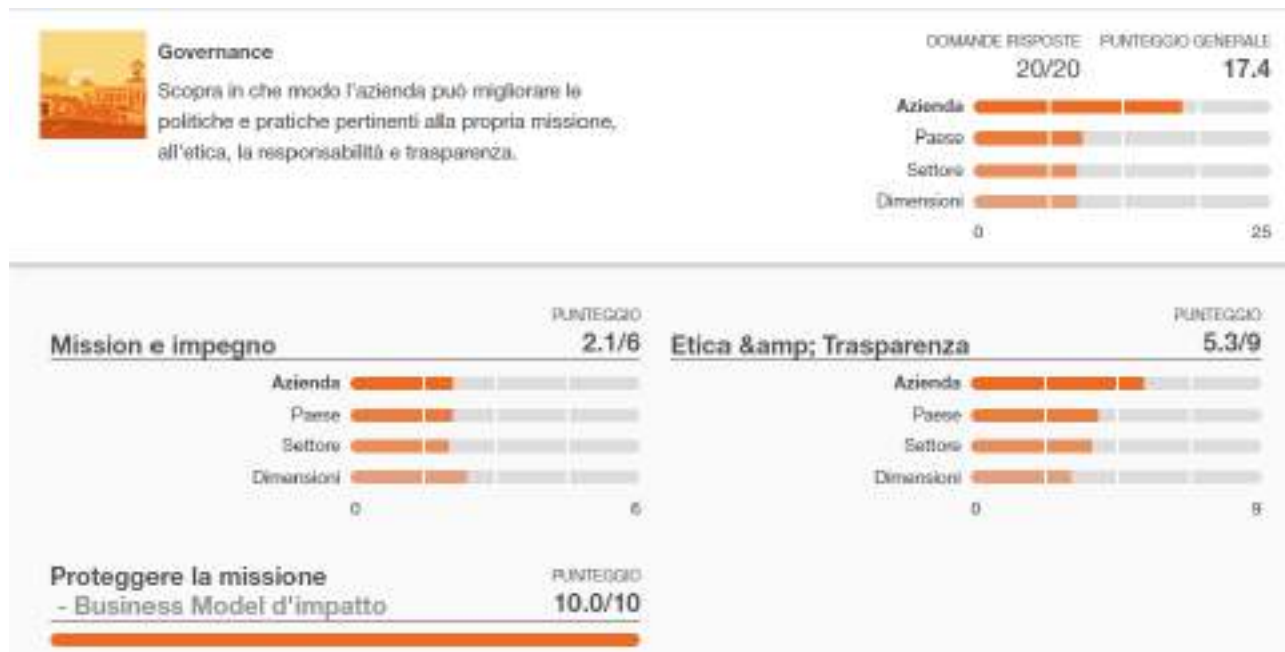 Governance
Scopra in che modo l'azienda può migliorare le
politiche e pratiche pertinenti alla propria missione,
all'etica, la responsabilità e trasparenza.
DOMANDE RISPOSTE PUNTEGGIO GENERALE
20/20 17.4
Azienda
Paese
Settore
Dimensioni
0 25
PUNTEGGIO
Mission e impegno 2.1/6
Azienda
Paese
Settore
Dimensioni
0 6
PUNTEGGIO
Etica &amp; Trasparenza 5.3/9
Azienda
Paese
Settore
Dimensioni
0 9
Proteggere la missione PUNTEGGIO
- Business Model d'impatto 10.0/10